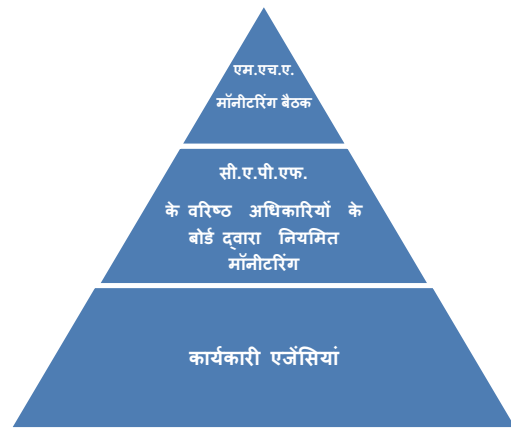 एम.एच.ए.
मॉनीटरिंग बैठक
सी.ए.पी.एफ.
के वरिष्ठ अधिकारियों के
बोर्ड द्वारा नियमित
मॉनीटरिंग
कार्यकारी एजेंसियां